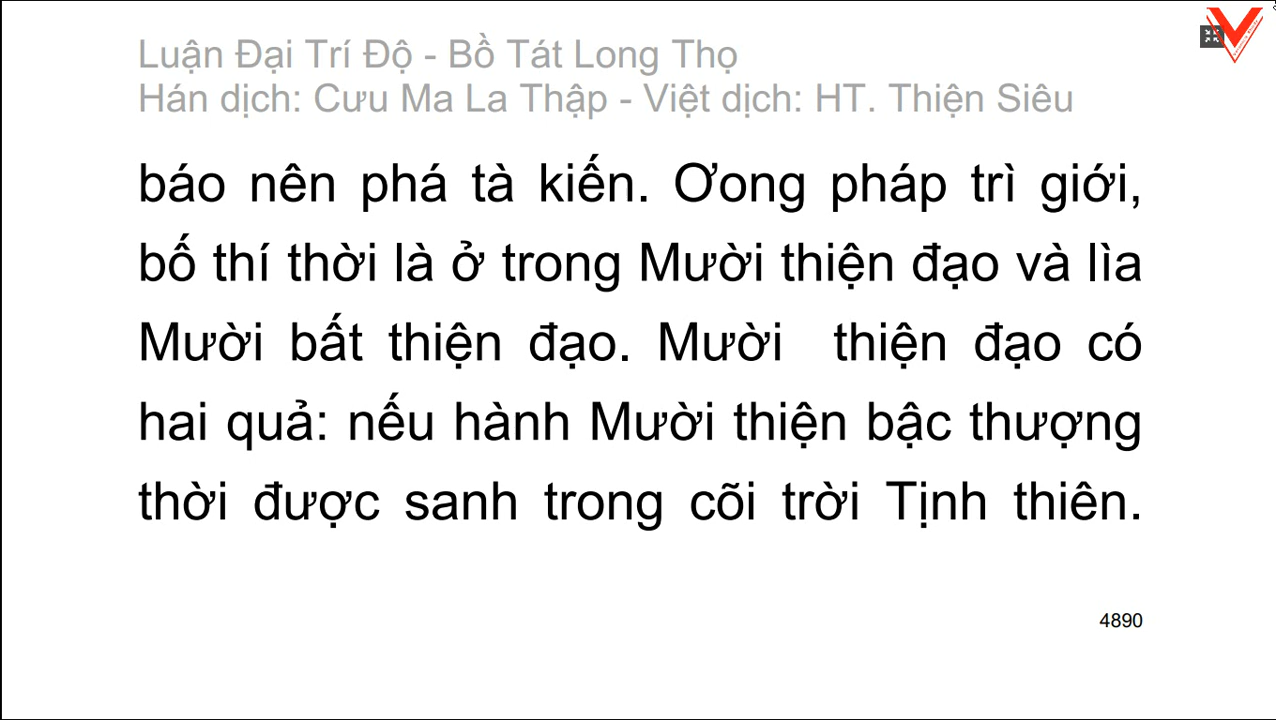 Luận Đại Trí Độ - Bồ Tát Long Thọ
Hán dịch: Cưu Ma La Thập - Việt dịch: HT. Thiện Siêu
báo nên phá tà kiến. Ơong pháp trì giới,
bố thí thời là ở trong Mười thiện đạo và lìa
Mười bất thiện đạo. Mười thiện đạo có
hai quả: nếu hành Mười thiện bậc thượng
thời được sanh trong cõi trời Tịnh thiên.
4890